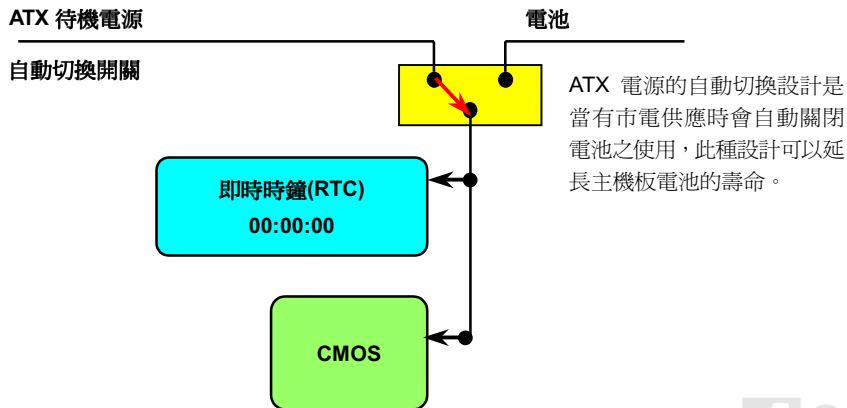 ATX 待機電源
電池
自動切換開關
ATX 電源的自動切換設計是
當有市電供應時會自動關閉
電池之使用，此種設計可以延
長主機板電池的壽命。
即時時鐘(RTC)
00:00:00
CMOS